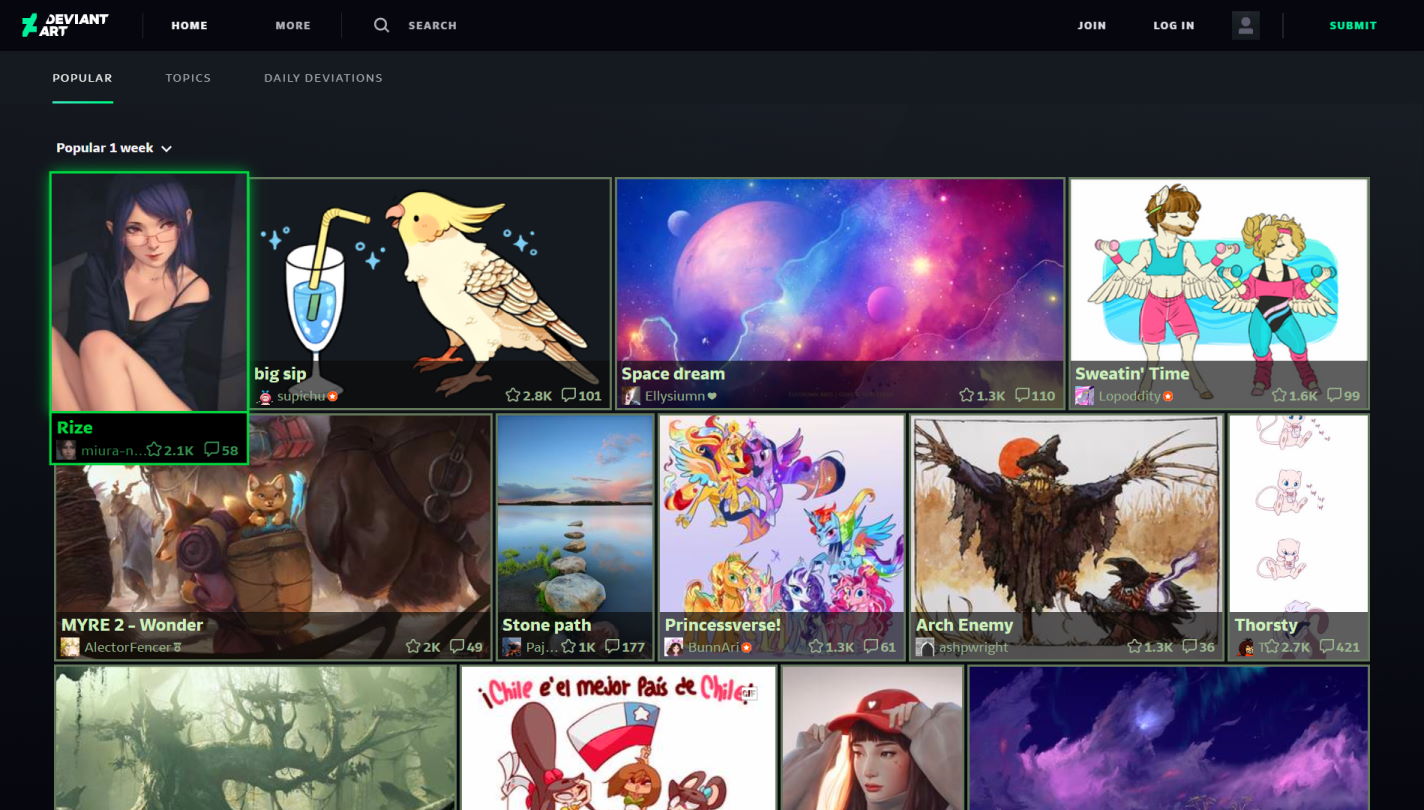 DEVIANT
ART
HOME
MORE
SEARCH
JOIN
LOG IN
SUBMIT
POPULAR
TOPICS
DAILY DEVIATIONS
Popular 1 week
Rize
miura-n... 2.1K 58
big sip
supichu 2.8K 101
Space dream
Ellysiumn 1.3K 110
Sweatin' Time
Lopoddity 1.6K 99
MYRE 2 - Wonder
AlectorFencer 2K 49
Stone path
Paj... 1K 177
Princessverse!
BunnAri 1.3K 61
Arch Enemy
ashpwright 1.3K 36
Thorsty
2.7K 421
¡Chile e'el mejor País de Chile!
GIF